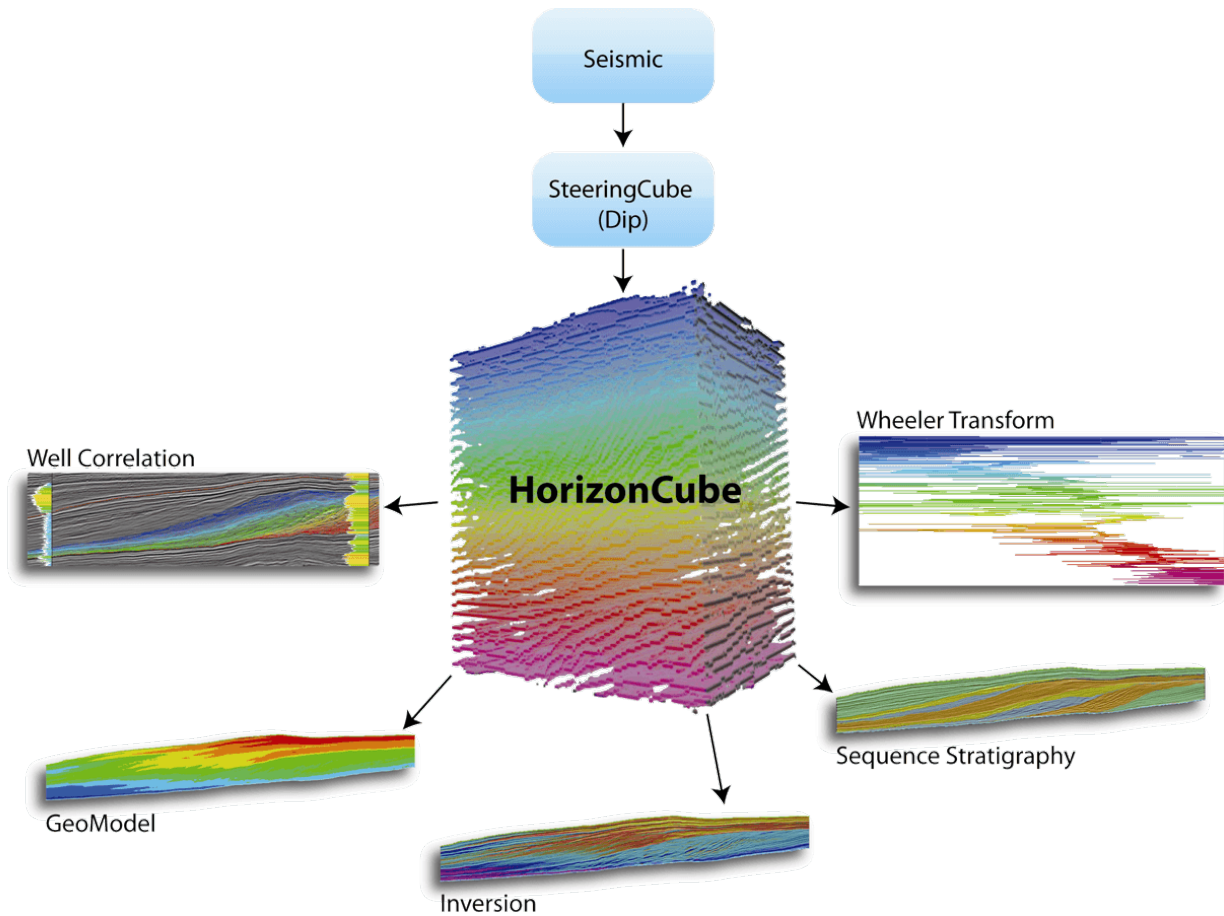 Seismic
SteeringCube
(Dip)
HorizonCube
Well Correlation
Wheeler Transform
GeoModel
Inversion
Sequence Stratigraphy